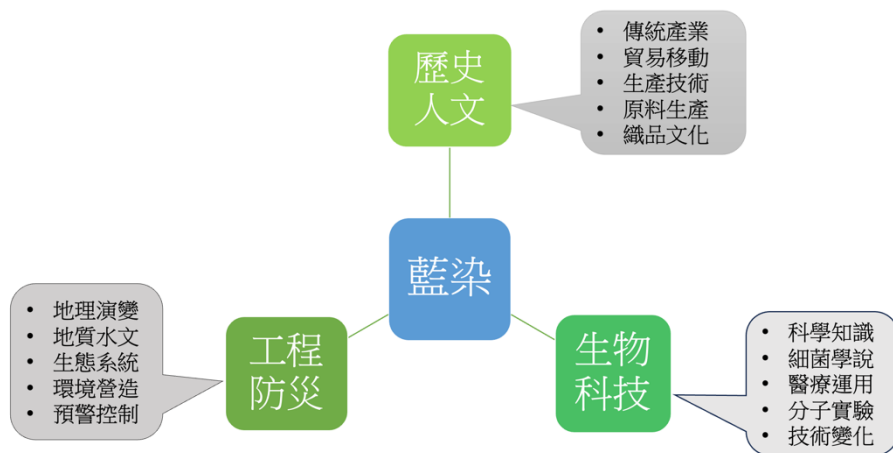 歷史
人文
• 傳統產業
• 貿易移動
• 生產技術
• 原料生產
• 織品文化
藍染
• 地理演變
• 地質水文
• 生態系統
• 環境營造
• 預警控制
工程
防災
生物
科技
• 科學知識
• 細菌學說
• 醫療運用
• 分子實驗
• 技術變化